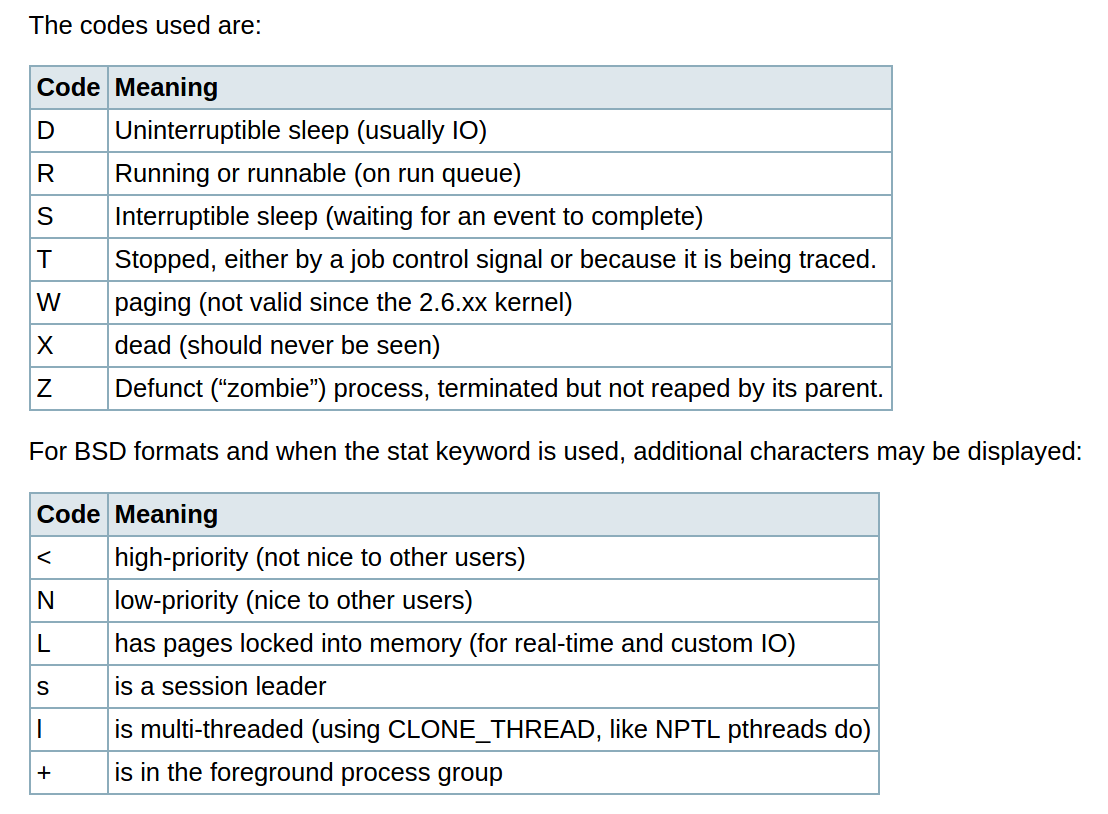 The codes used are:
Code Meaning
D Uninterruptible sleep (usually IO)
R Running or runnable (on run queue)
S Interruptible sleep (waiting for an event to complete)
T Stopped, either by a job control signal or because it is being traced.
W paging (not valid since the 2.6.xx kernel)
X dead (should never be seen)
Z Defunct (“zombie”) process, terminated but not reaped by its parent.
For BSD formats and when the stat keyword is used, additional characters may be displayed:
Code Meaning
< high-priority (not nice to other users)
N low-priority (nice to other users)
L has pages locked into memory (for real-time and custom IO)
s is a session leader
l is multi-threaded (using CLONE_THREAD, like NPTL pthreads do)
+ is in the foreground process group